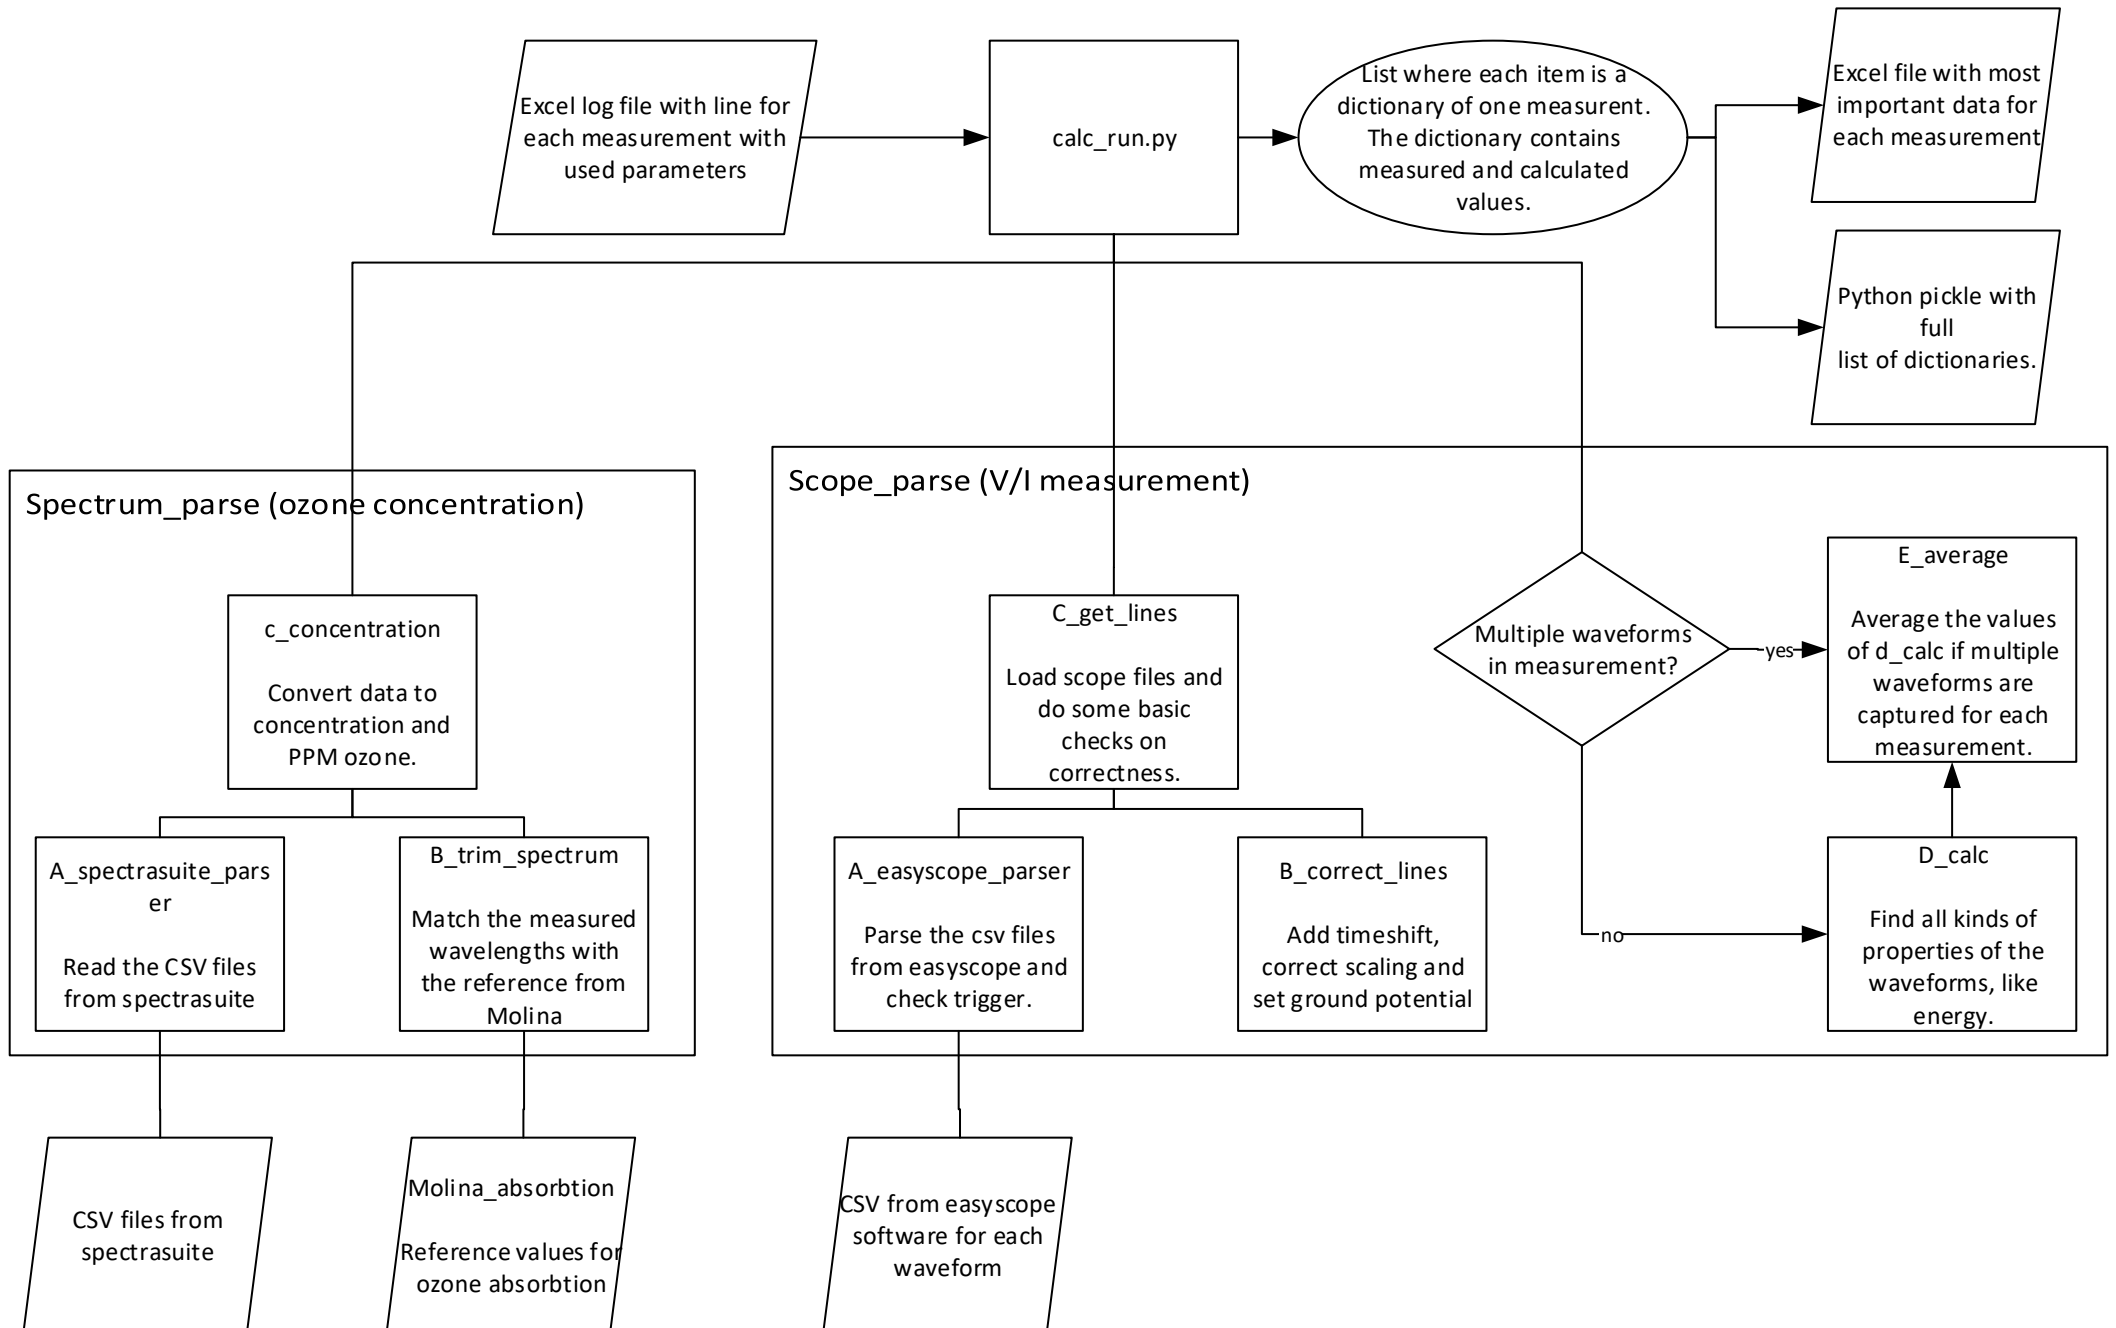 Excel log file with line for
each measurement with
used parameters
calc_run.py
List where each item is a
dictionary of one measurent.
The dictionary contains
measured and calculated
values.
Excel file with most
important data for
each measurement
Python pickle with
full
list of dictionaries.
Spectrum_parse (ozone concentration)
c_concentration
Convert data to
concentration and
PPM ozone.
A_spectrasuite_pars
er
Read the CSV files
from spectrasuite
B_trim_spectrum
Match the measured
wavelengths with
the reference from
Molina
Scope_parse (V/I measurement)
C_get_lines
Load scope files and
do some basic
checks on
correctness.
A_easyscope_parser
Parse the csv files
from easyscope and
check trigger.
B_correct_lines
Add timeshift,
correct scaling and
set ground potential
Multiple waveforms
in measurement?
yes
no
E_average
Average the values
of d_calc if multiple
waveforms are
captured for each
measurement.
D_calc
Find all kinds of
properties of the
waveforms, like
energy.
CSV files from
spectrasuite
Molina_absorbtion
Reference values for
ozone absorbtion
CSV from easyscope
software for each
waveform